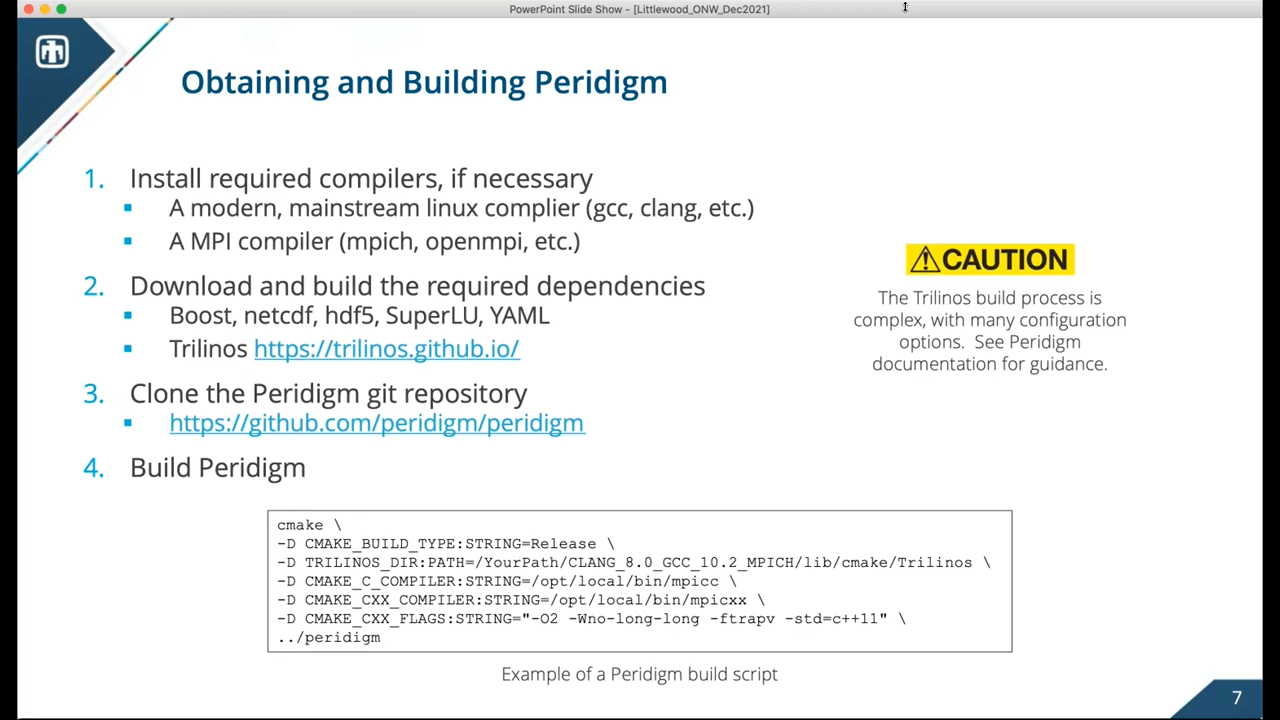 PowerPoint Slide Show - [Littlewood_ONW_Dec2021]
Obtaining and Building Peridigm
1. Install required compilers, if necessary
▪ A modern, mainstream linux complier (gcc, clang, etc.)
▪ A MPI compiler (mpich, openmpi, etc.)
2. Download and build the required dependencies
▪ Boost, netcdf, hdf5, SuperLU, YAML
▪ Trilinos https://trilinos.github.io/
3. Clone the Peridigm git repository
▪ https://github.com/peridigm/peridigm
4. Build Peridigm
CAUTION
The Trilinos build process is
complex, with many configuration
options. See Peridigm
documentation for guidance.
cmake \
-D CMAKE_BUILD_TYPE:STRING=Release \
-D TRILINOS_DIR:PATH=/YourPath/CLANG_8.0_GCC_10.2_MPICH/lib/cmake/Trilinos \
-D CMAKE_C_COMPILER:STRING=/opt/local/bin/mpicc \
-D CMAKE_CXX_COMPILER:STRING=/opt/local/bin/mpicxx \
-D CMAKE_CXX_FLAGS:STRING="-O2 -Wno-long-long -ftrapv -std=c++11" \
../peridigm
Example of a Peridigm build script
7